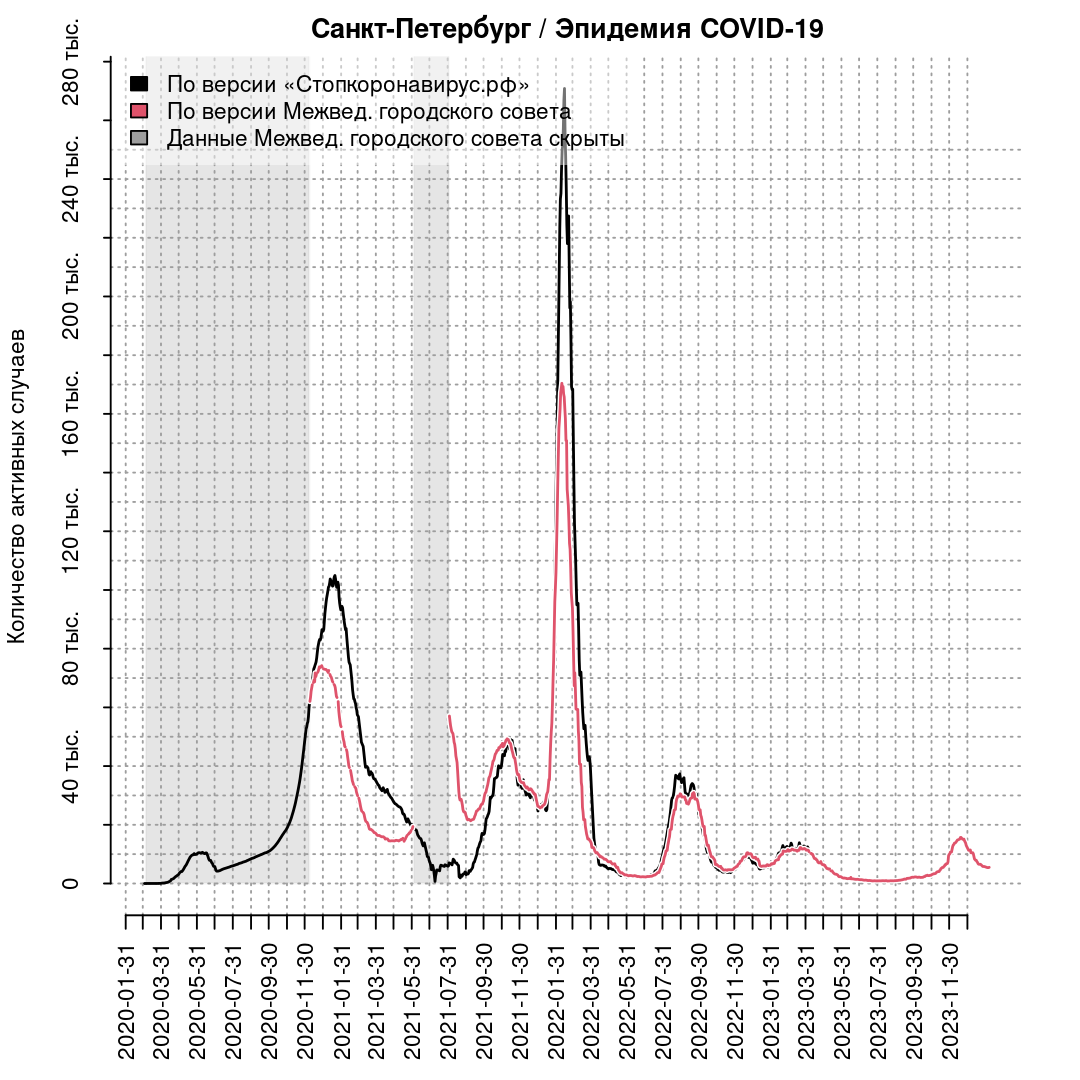 Санкт-Петербург / Эпидемия COVID-19
По версии «Стопкоронавирус.рф»
По версии Межвед. городского совета
Данные Межвед. городского совета скрыты
Количество активных случаев
280 тыс.
240 тыс.
200 тыс.
160 тыс.
120 тыс.
80 тыс.
40 тыс.
0
2020-01-31
2020-03-31
2020-05-31
2020-07-31
2020-09-30
2020-11-30
2021-01-31
2021-03-31
2021-05-31
2021-07-31
2021-09-30
2021-11-30
2022-01-31
2022-03-31
2022-05-31
2022-07-31
2022-09-30
2022-11-30
2023-01-31
2023-03-31
2023-05-31
2023-07-31
2023-09-30
2023-11-30